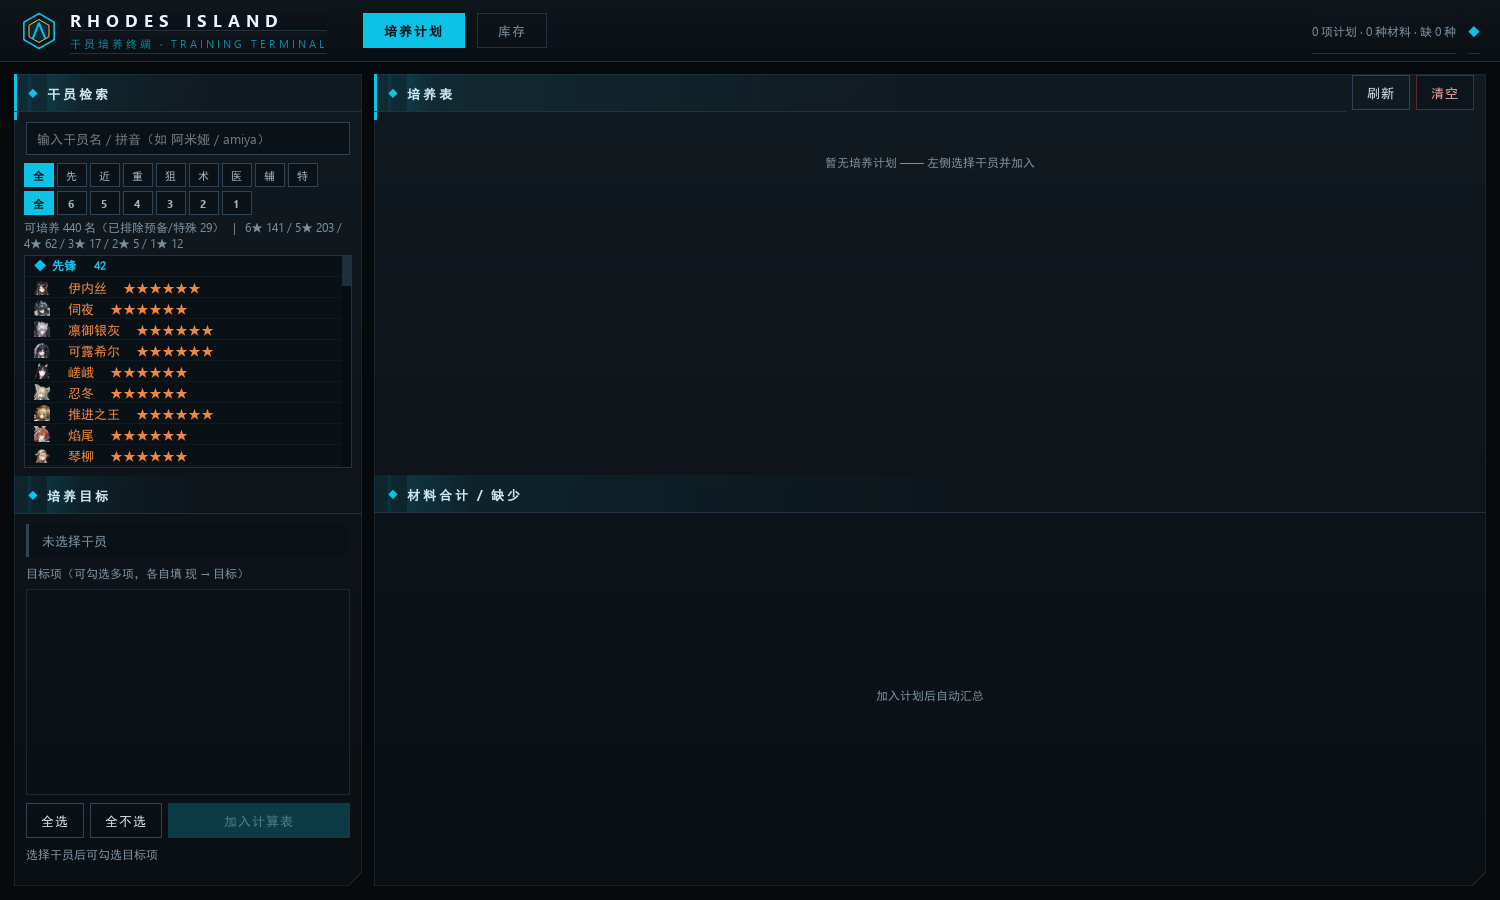 RHODES ISLAND
干员培养终端 · TRAINING TERMINAL
培养计划
库存
0 项计划 · 0 种材料 · 缺 0 种
干员检索
输入干员名 / 拼音（如 阿米娅 / amiya）
全 先 近 重 狙 术 医 辅 特
全 6 5 4 3 2 1
可培养 440 名（已排除预备/特殊 29） | 6★ 141 / 5★ 203 /
4★ 62 / 3★ 17 / 2★ 5 / 1★ 12
◆ 先锋 42
伊内丝 ★★★★★★
伺夜 ★★★★★★
凛御银灰 ★★★★★★
可露希尔 ★★★★★★
嵯峨 ★★★★★★
忍冬 ★★★★★★
推进之王 ★★★★★★
焰尾 ★★★★★★
琴柳 ★★★★★★
培养目标
未选择干员
目标项（可勾选多项，各自填 现 → 目标）
全选 全不选 加入计算表
选择干员后可勾选目标项
培养表
刷新 清空
暂无培养计划 —— 左侧选择干员并加入
材料合计 / 缺少
加入计划后自动汇总